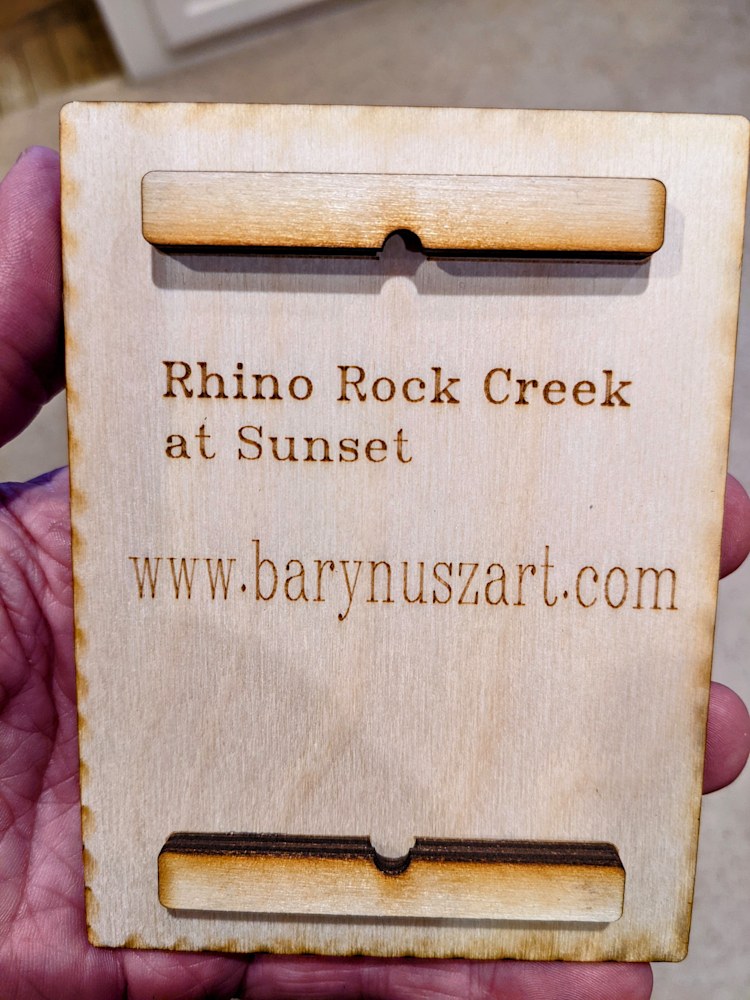 Rhino Rock Creek
at Sunset
www.barynuszart.com